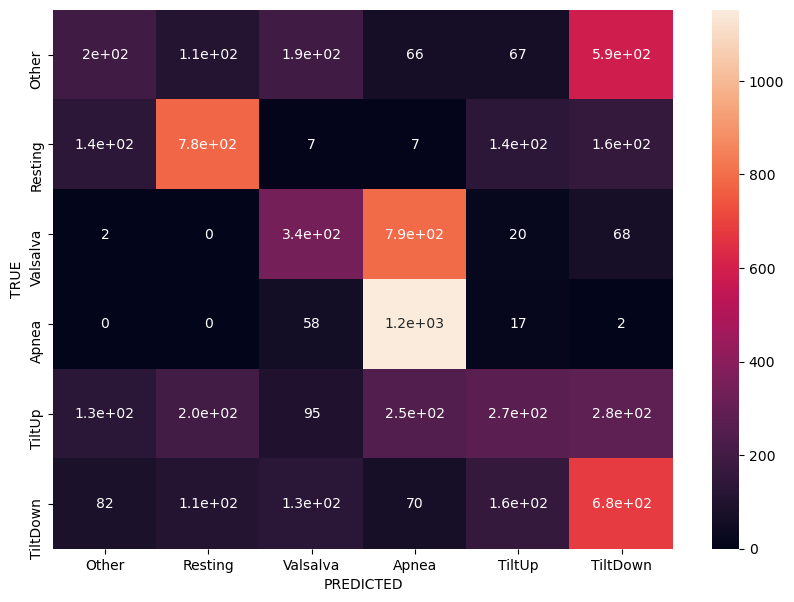 Other 2e+02 1.1e+02 1.9e+02 66 67 5.9e+02
Resting 1.4e+02 7.8e+02 7 7 1.4e+02 1.6e+02
Valsalva 2 0 3.4e+02 7.9e+02 20 68
Apnea 0 0 58 1.2e+03 17 2
TiltUp 1.3e+02 2.0e+02 95 2.5e+02 2.7e+02 2.8e+02
TiltDown 82 1.1e+02 1.3e+02 70 1.6e+02 6.8e+02
TRUE
Other Resting Valsalva Apnea TiltUp TiltDown
PREDICTED
1000
800
600
400
200
0